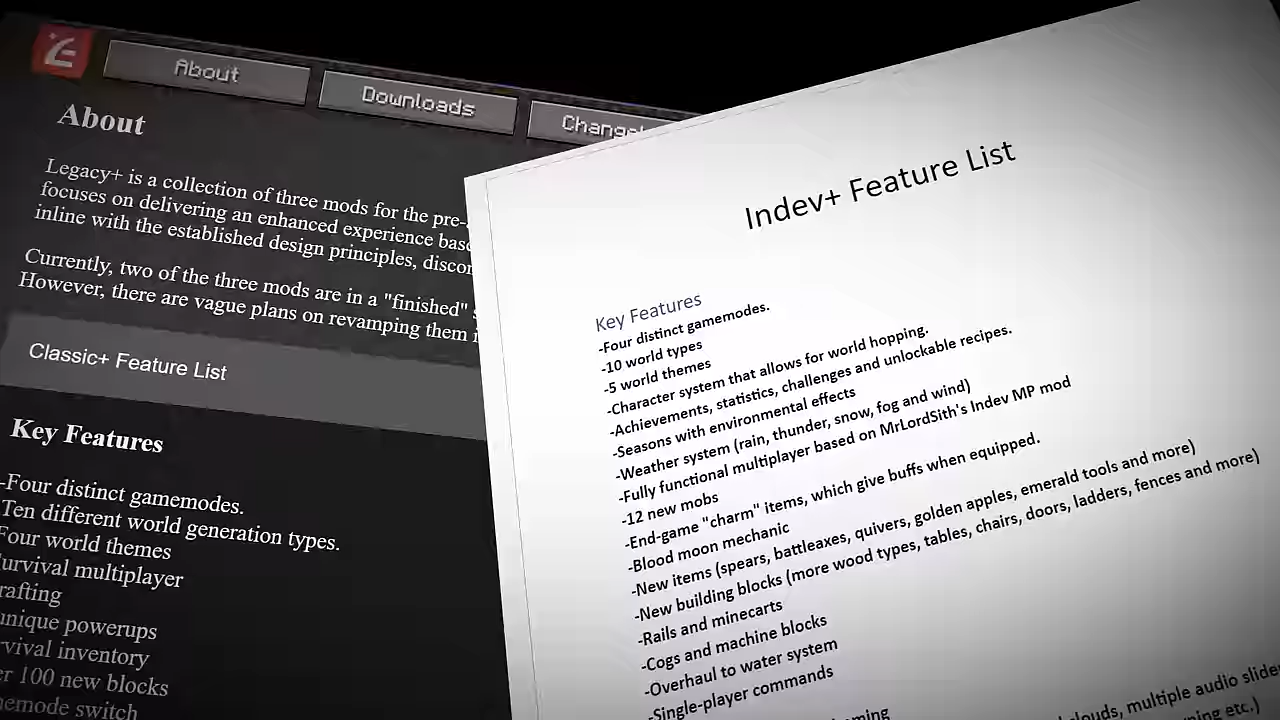 About
Downloads
About
Legacy+ is a collection of three mods for the
focuses on delivering an enhanced experience
inline with the established design principles,
Currently, two of the three mods are in a "finished"
However, there are vague plans on revamping them
Classic+ Feature List
Key Features
-Four distinct gamemodes.
Ten different world generation types.
Four world themes
multiplayer
unique powerups
inventory
100 new blocks
switch
Indev+ Feature List
Key Features
-Four distinct gamemodes.
-10 world types
-5 world themes
-Character system that allows for world hopping.
-Achievements, statistics, challenges and unlockable recipes.
-Seasons with environmental effects
-Weather system (rain, thunder, snow, fog and wind)
-Fully functional multiplayer based on MrLordSith's Indev MP mod
-12 new mobs
-End-game "charm" items, which give buffs when equipped.
-Blood moon mechanic
-New items (spears, battleaxes, quivers, golden apples, emerald tools and more)
-New building blocks (more wood types, tables, chairs, doors, ladders, fences and more)
-Rails and minecarts
-Cogs and machine blocks
-Overhaul to water system
-Single-player commands
clouds, multiple audio
etc.)